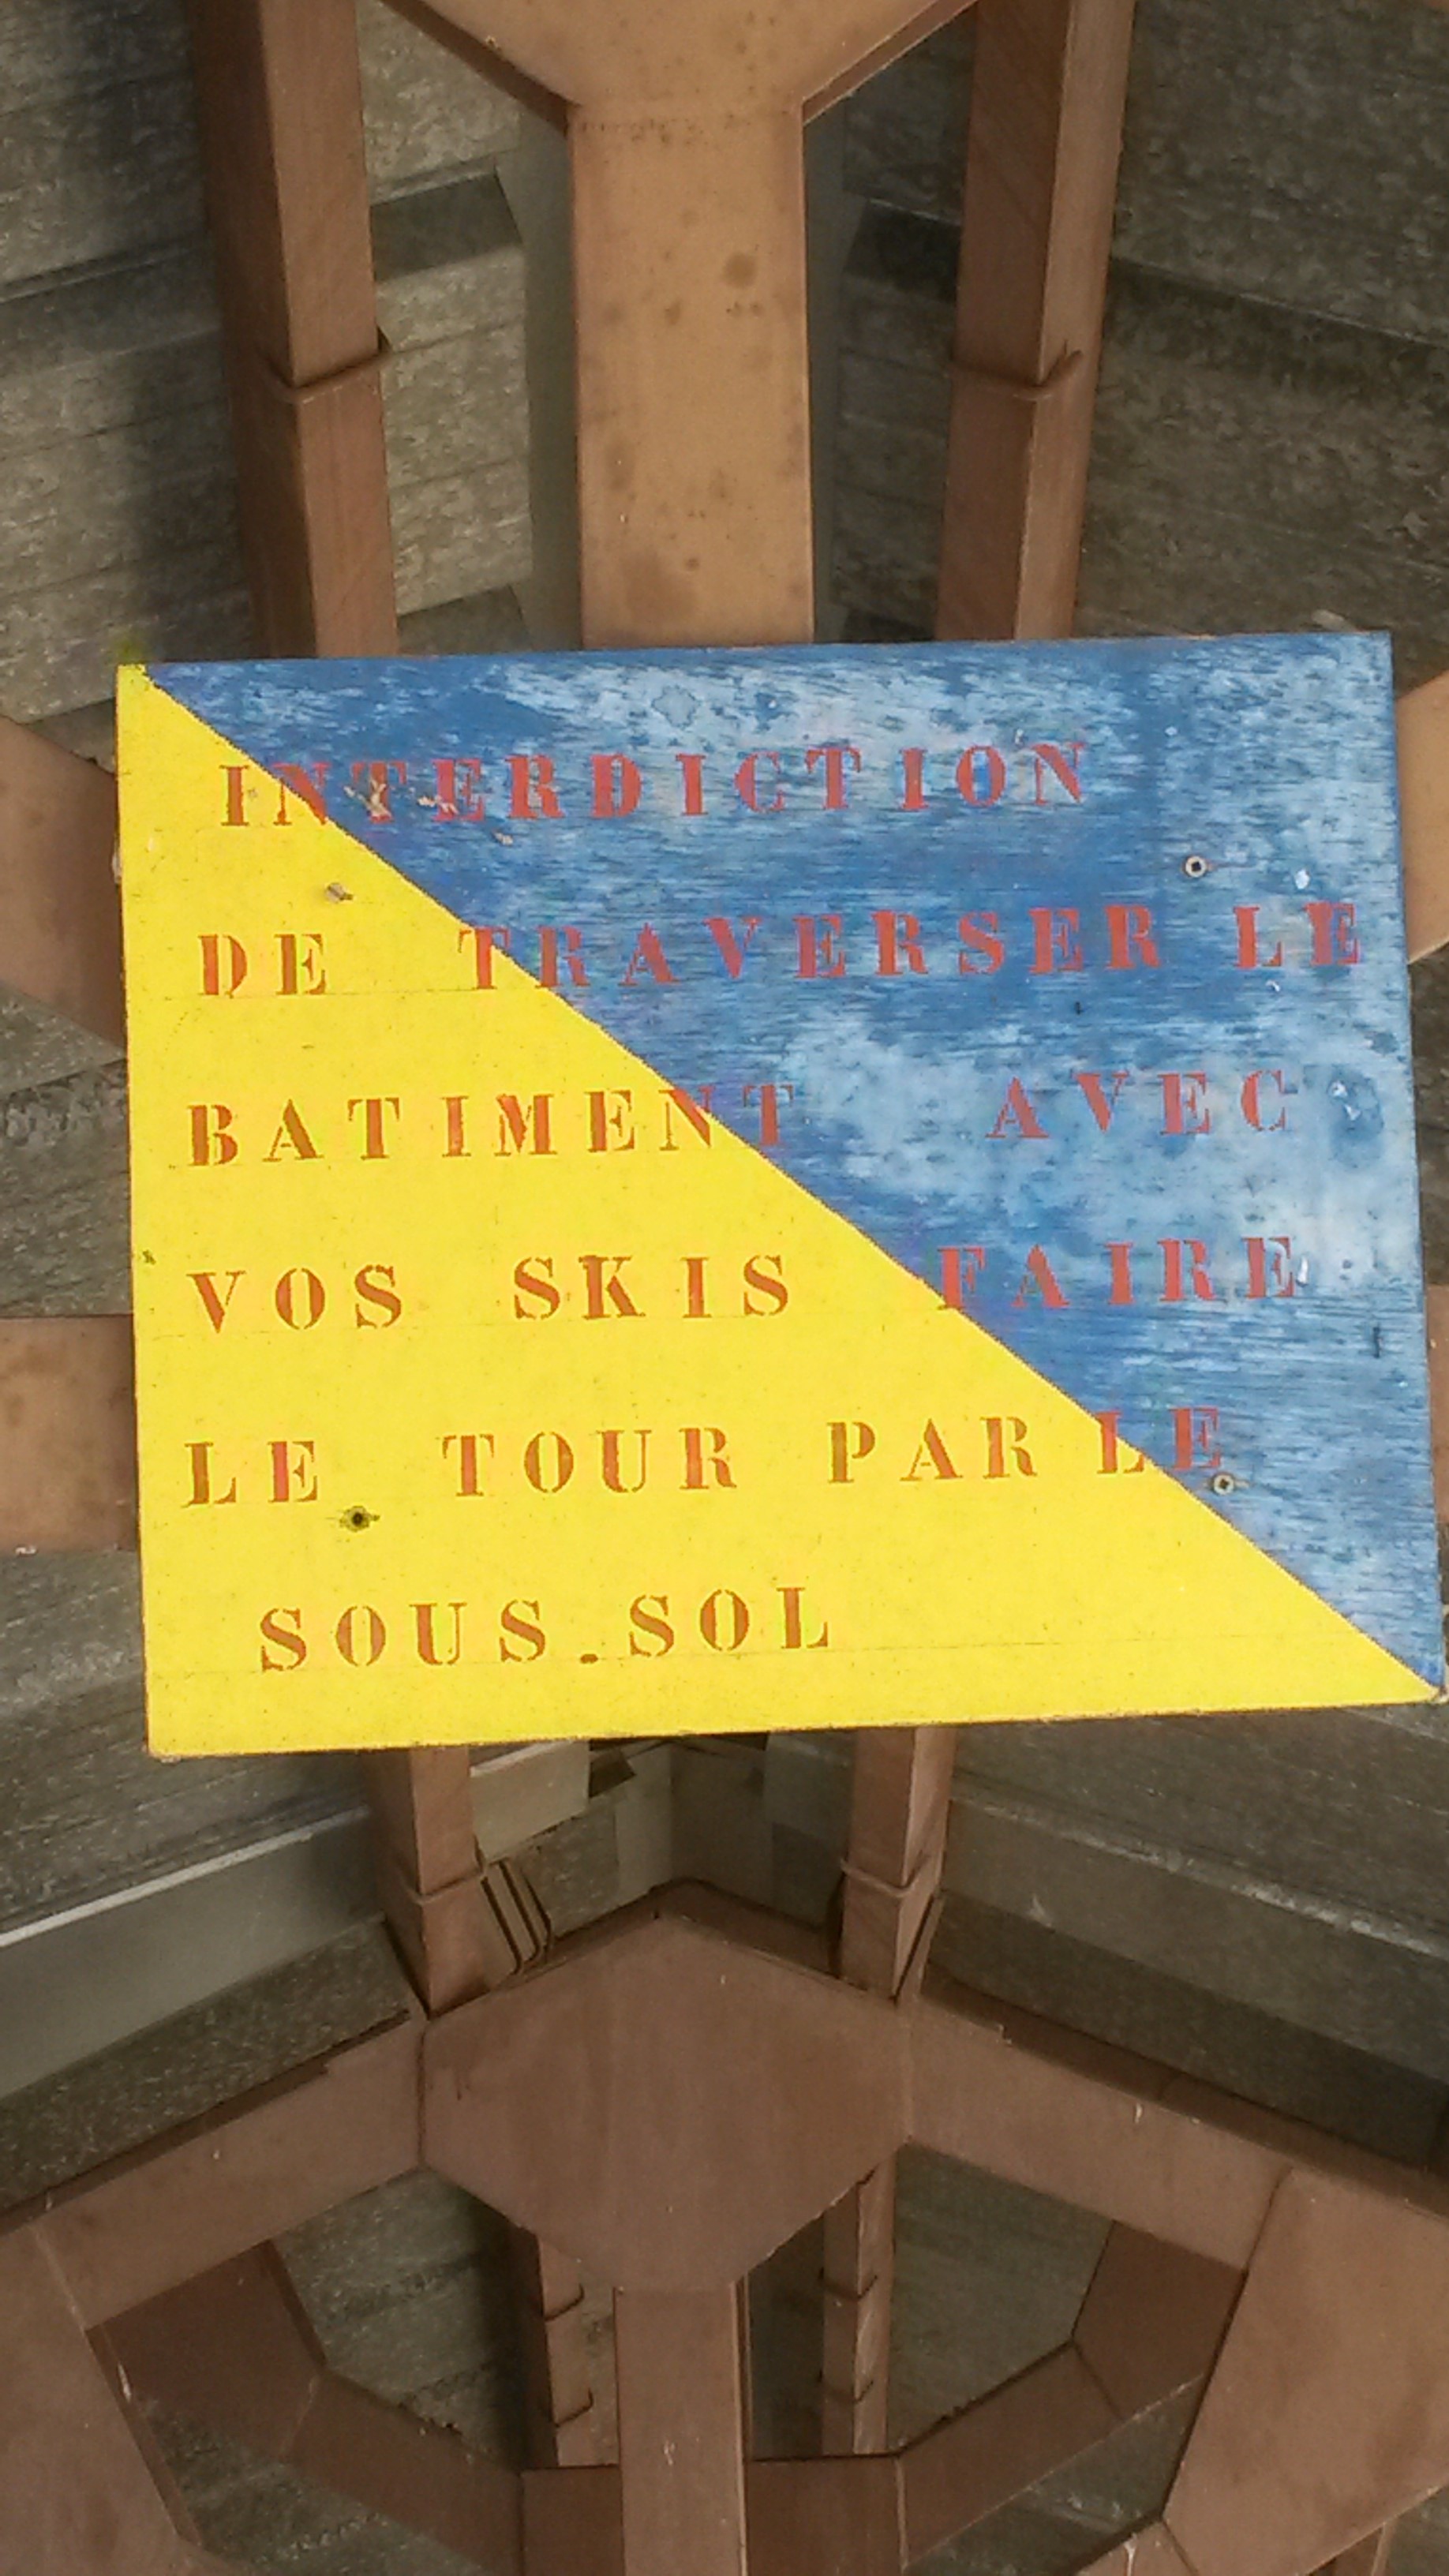 INTERDICTION
DE TRAVERSER LE
BATIMENT AVEC
VOS SKIS FAIRE
LE TOUR PAR LE
SOUS.SOL